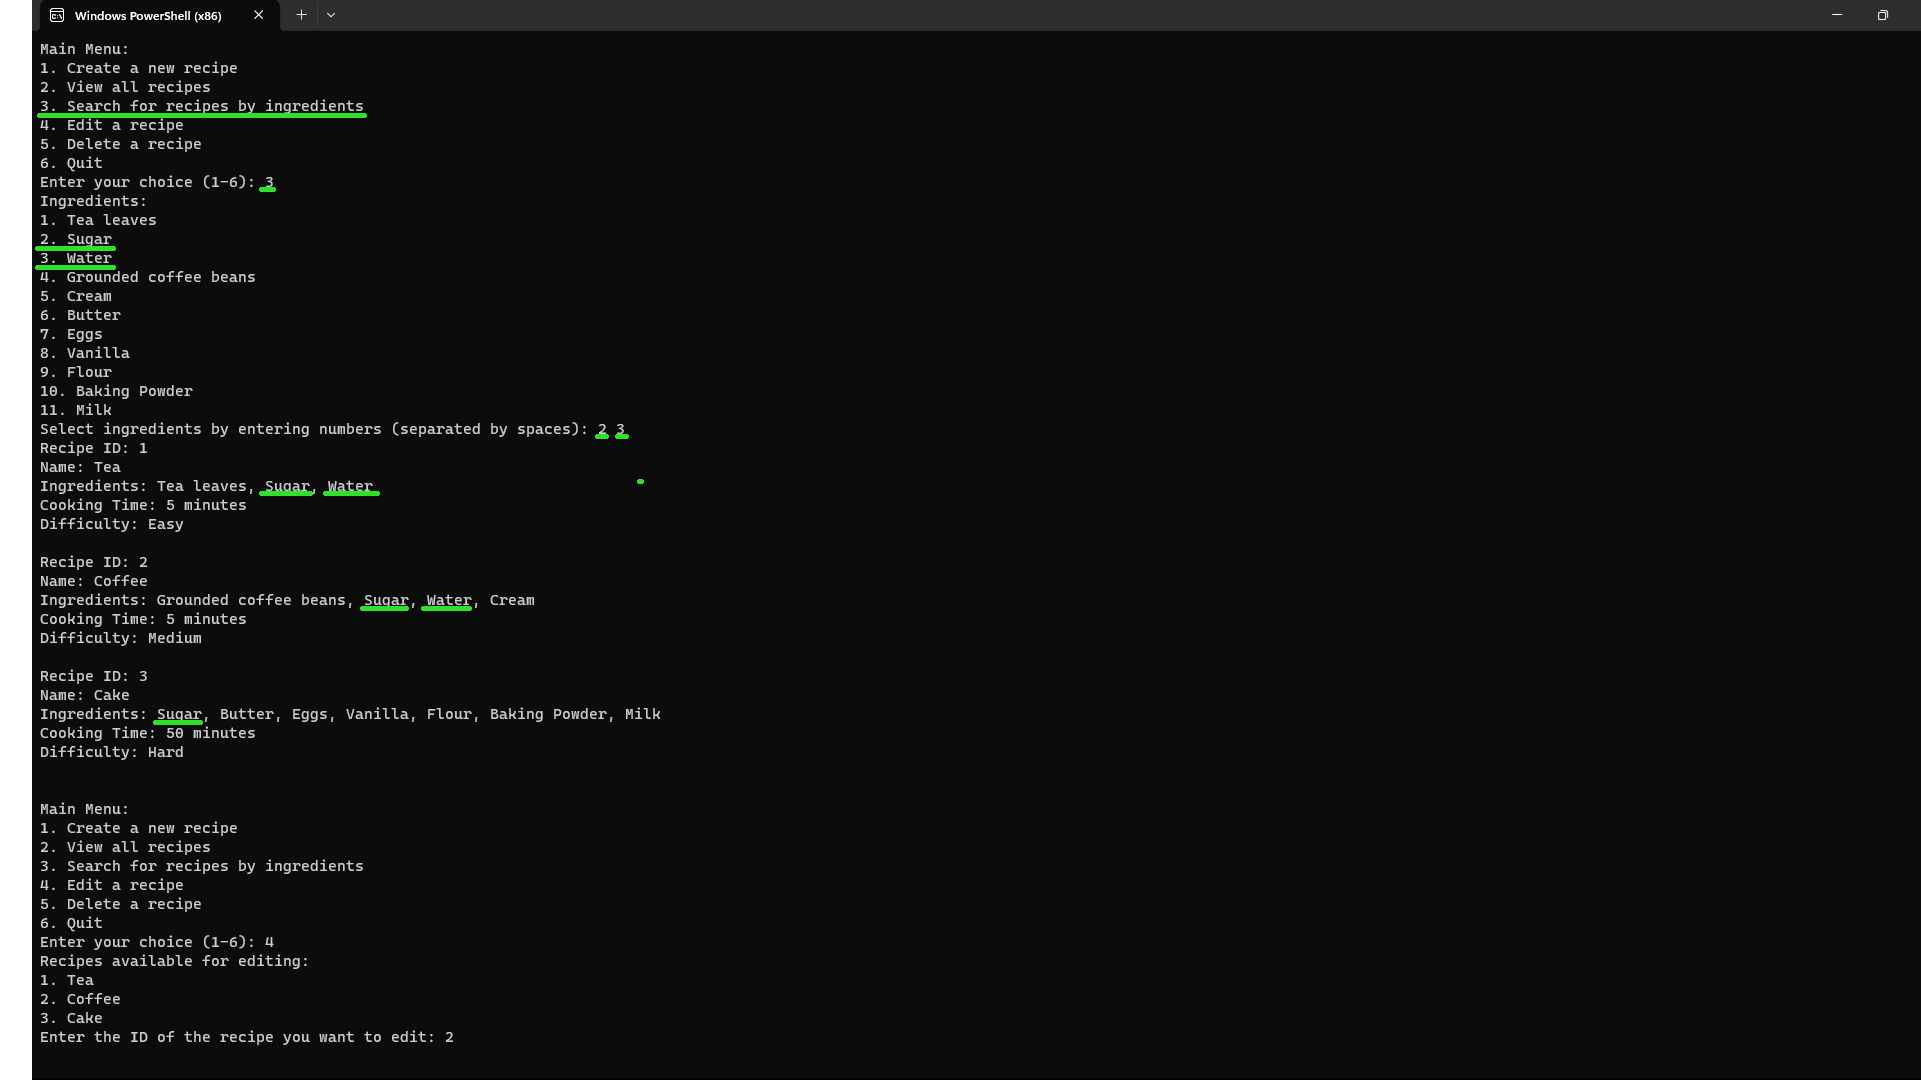 Windows PowerShell (x86)
Main Menu:
1. Create a new recipe
2. View all recipes
3. Search for recipes by ingredients
4. Edit a recipe
5. Delete a recipe
6. Quit
Enter your choice (1-6): 3
Ingredients:
1. Tea leaves
2. Sugar
3. Water
4. Grounded coffee beans
5. Cream
6. Butter
7. Eggs
8. Vanilla
9. Flour
10. Baking Powder
11. Milk
Select ingredients by entering numbers (separated by spaces): 2 3
Recipe ID: 1
Name: Tea
Ingredients: Tea leaves, Sugar, Water
Cooking Time: 5 minutes
Difficulty: Easy
Recipe ID: 2
Name: Coffee
Ingredients: Grounded coffee beans, Sugar, Water, Cream
Cooking Time: 5 minutes
Difficulty: Medium
Recipe ID: 3
Name: Cake
Ingredients: Sugar, Butter, Eggs, Vanilla, Flour, Baking Powder, Milk
Cooking Time: 50 minutes
Difficulty: Hard
Main Menu:
1. Create a new recipe
2. View all recipes
3. Search for recipes by ingredients
4. Edit a recipe
5. Delete a recipe
6. Quit
Enter your choice (1-6): 4
Recipes available for editing:
1. Tea
2. Coffee
3. Cake
Enter the ID of the recipe you want to edit: 2